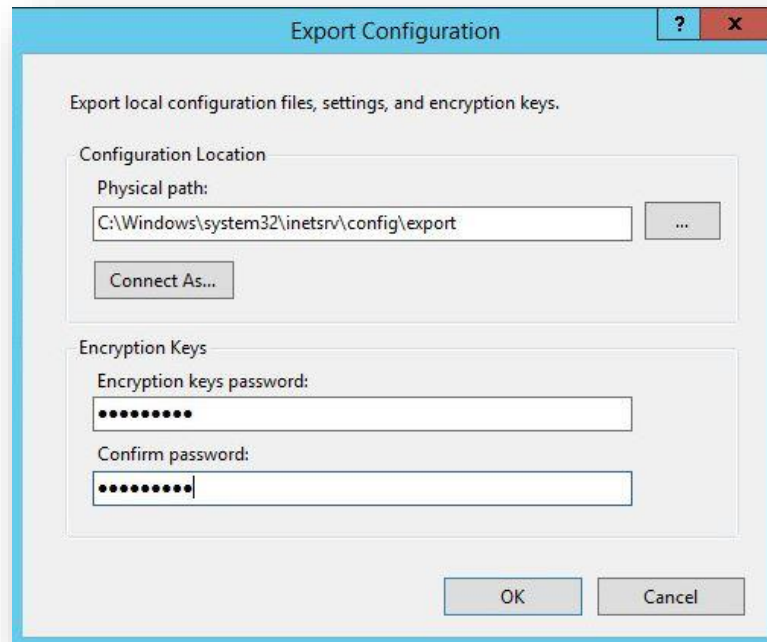 Export Configuration
?
x
Export local configuration files, settings, and encryption keys.
Configuration Location
Physical path:
C:\Windows\system32\inetsrv\config\export
...
Connect As...
Encryption Keys
Encryption keys password:
●●●●●●●●●
Confirm password:
●●●●●●●●●
OK
Cancel